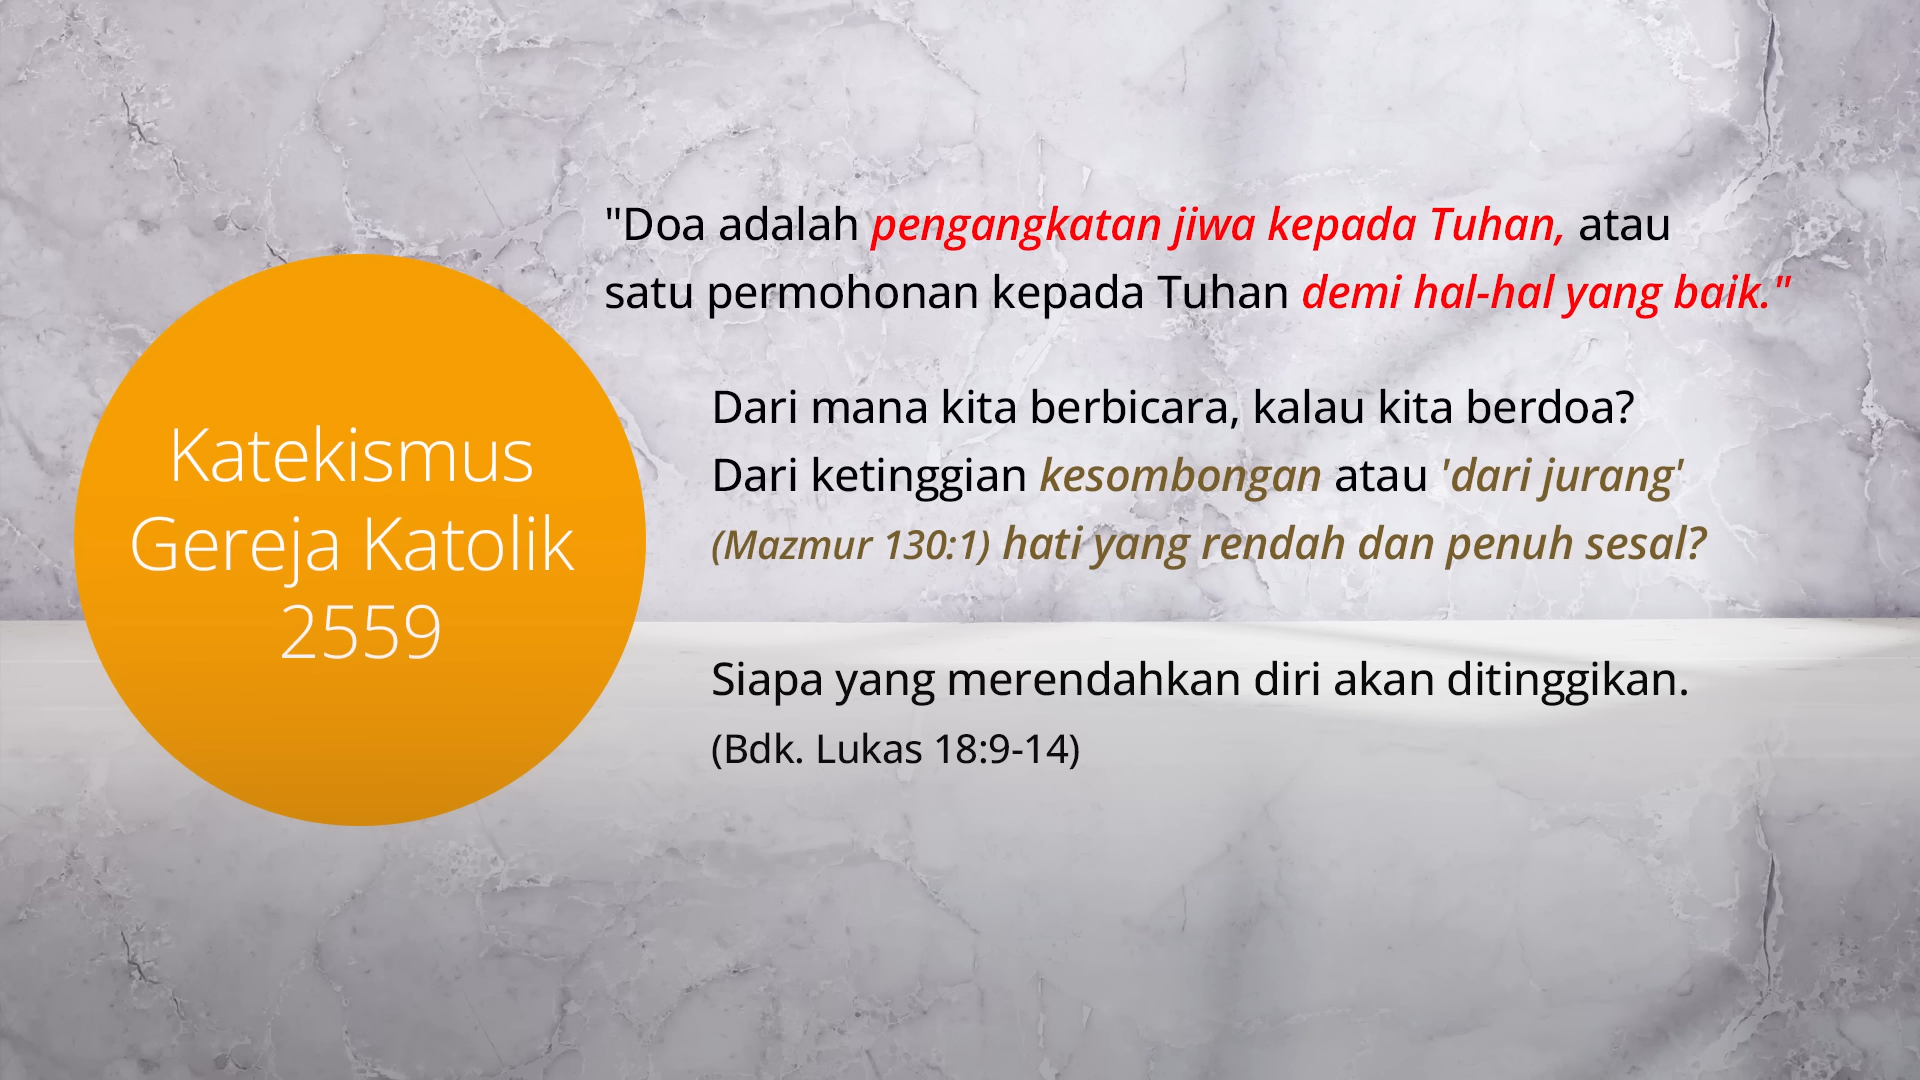 Katekismus
Gereja Katolik
2559
"Doa adalah pengangkatan jiwa kepada Tuhan, atau
satu permohonan kepada Tuhan demi hal-hal yang baik."
Dari mana kita berbicara, kalau kita berdoa?
Dari ketinggian kesombongan atau 'dari jurang'
(Mazmur 130:1) hati yang rendah dan penuh sesal?
Siapa yang merendahkan diri akan ditinggikan.
(Bdk. Lukas 18:9-14)